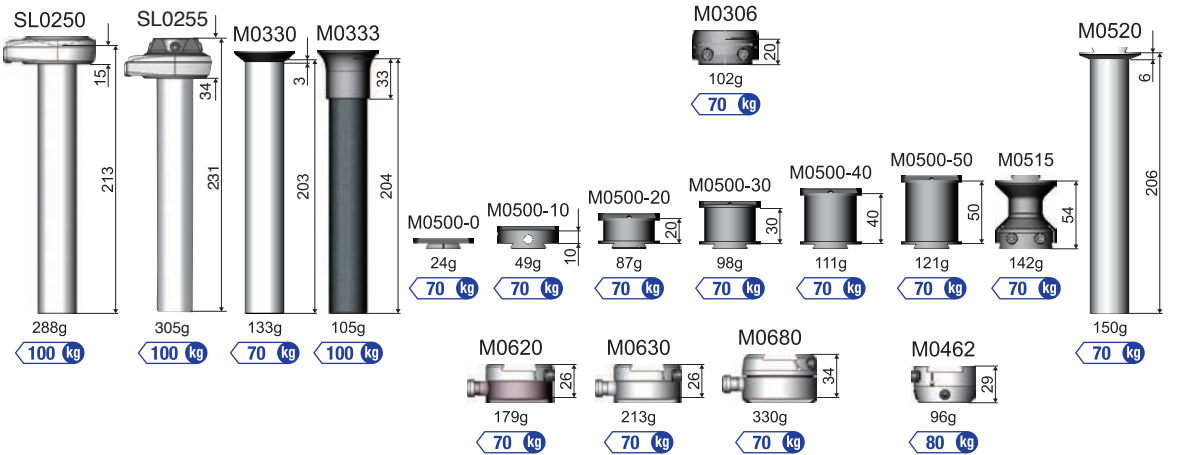 SL0250
15
213
288g
100 kg
SL0255
34
231
305g
100 kg
M0330
3
203
133g
70 kg
M0333
33
204
105g
100 kg
M0306
20
102g
70 kg
M0500-0
24g
70 kg
M0500-10
10
49g
70 kg
M0500-20
20
87g
70 kg
M0500-30
30
98g
70 kg
M0500-40
40
111g
70 kg
M0500-50
50
121g
70 kg
M0515
54
142g
70 kg
M0520
6
206
150g
70 kg
M0620
26
179g
70 kg
M0630
26
213g
70 kg
M0680
34
330g
70 kg
M0462
29
96g
80 kg